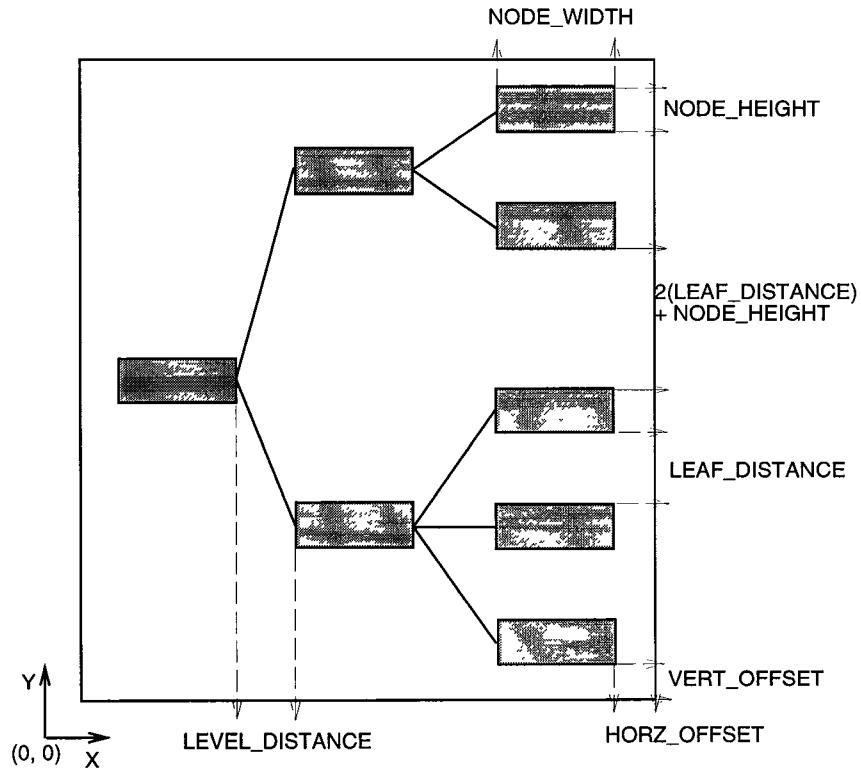 NODE_WIDTH
NODE_HEIGHT
2(LEAF_DISTANCE)
+ NODE_HEIGHT
LEAF_DISTANCE
VERT_OFFSET
Y
(0, 0)
X
LEVEL_DISTANCE
HORZ_OFFSET